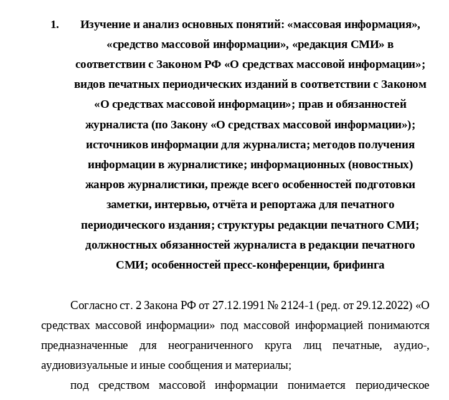 1. Изучение и анализ основных понятий: «массовая информация»,
«средство массовой информации», «редакция СМИ» в
соответствии с Законом РФ «О средствах массовой информации»;
видов печатных периодических изданий в соответствии с Законом
«О средствах массовой информации»; прав и обязанностей
журналиста (по Закону «О средствах массовой информации»);
источников информации для журналиста; методов получения
информации в журналистике; информационных (новостных)
жанров журналистики, прежде всего особенностей подготовки
заметки, интервью, отчёта и репортажа для печатного
периодического издания; структуры редакции печатного СМИ;
должностных обязанностей журналиста в редакции печатного
СМИ; особенностей пресс-конференции, брифинга
Согласно ст. 2 Закона РФ от 27.12.1991 № 2124-1 (ред. от 29.12.2022) «О
средствах массовой информации» под массовой информацией понимаются
предназначенные для неограниченного круга лиц печатные, аудио-,
аудиовизуальные и иные сообщения и материалы;
под средством массовой информации понимается периодическое